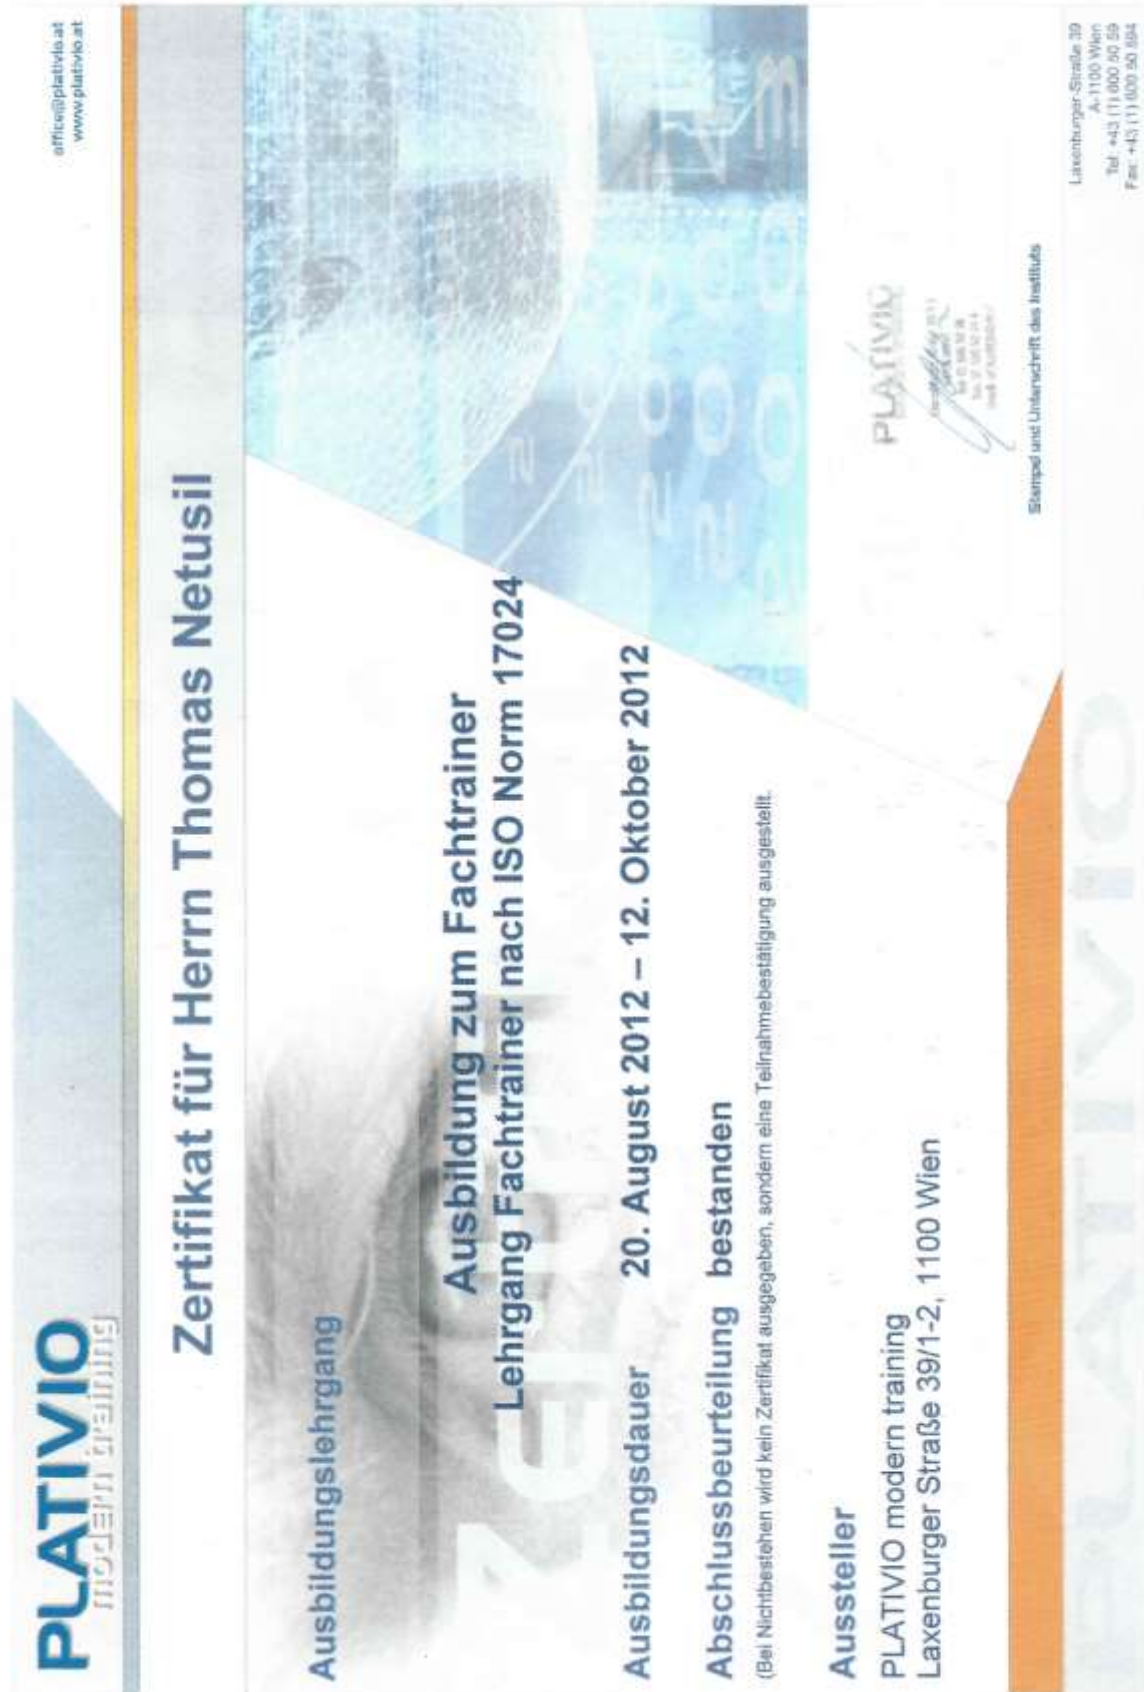 PLATIVIO
modern training
office@plativio.at
www.plativio.at
Zertifikat für Herrn Thomas Netusil
Ausbildungslehrgang
Ausbildung zum Fachtrainer
Lehrgang Fachtrainer nach ISO Norm 17024
Ausbildungsdauer 20. August 2012 – 12. Oktober 2012
Abschlussbeurteilung bestanden
(Bei Nichtbestehen wird kein Zertifikat ausgegeben, sondern eine Teilnahmebestätigung ausgestellt.
Aussteller
PLATIVIO modern training
Laxenburger Straße 39/1-2, 1100 Wien
PLATIVIO
Stempel und Unterschrift des Instituts
Laxenburger-Straße 39
A-1100 Wien
Tel: +43 (1) 600 50 59
Fax: +43 (1) 600 50 594
PLATIVIO